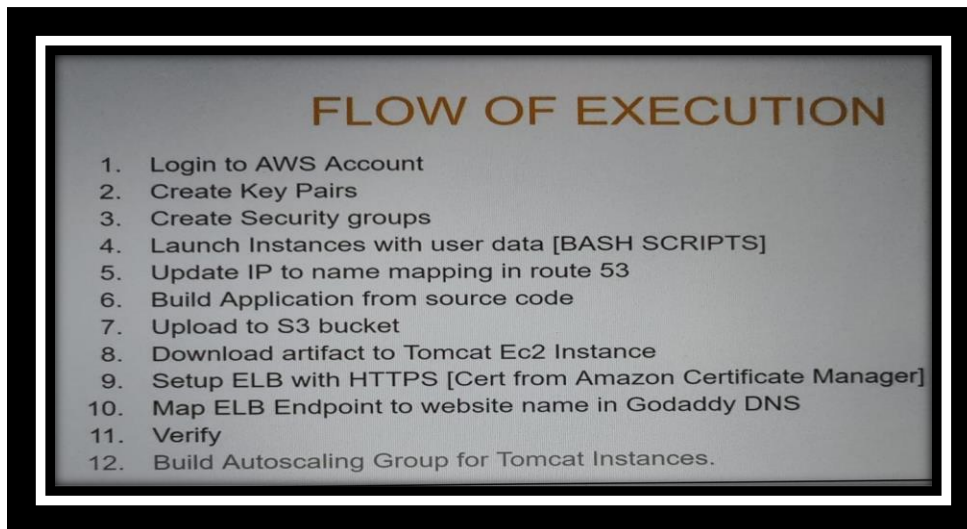 FLOW OF EXECUTION
1. Login to AWS Account
2. Create Key Pairs
3. Create Security groups
4. Launch Instances with user data [BASH SCRIPTS]
5. Update IP to name mapping in route 53
6. Build Application from source code
7. Upload to S3 bucket
8. Download artifact to Tomcat Ec2 Instance
9. Setup ELB with HTTPS [Cert from Amazon Certificate Manager]
10. Map ELB Endpoint to website name in Godaddy DNS
11. Verify
12. Build Autoscaling Group for Tomcat Instances.